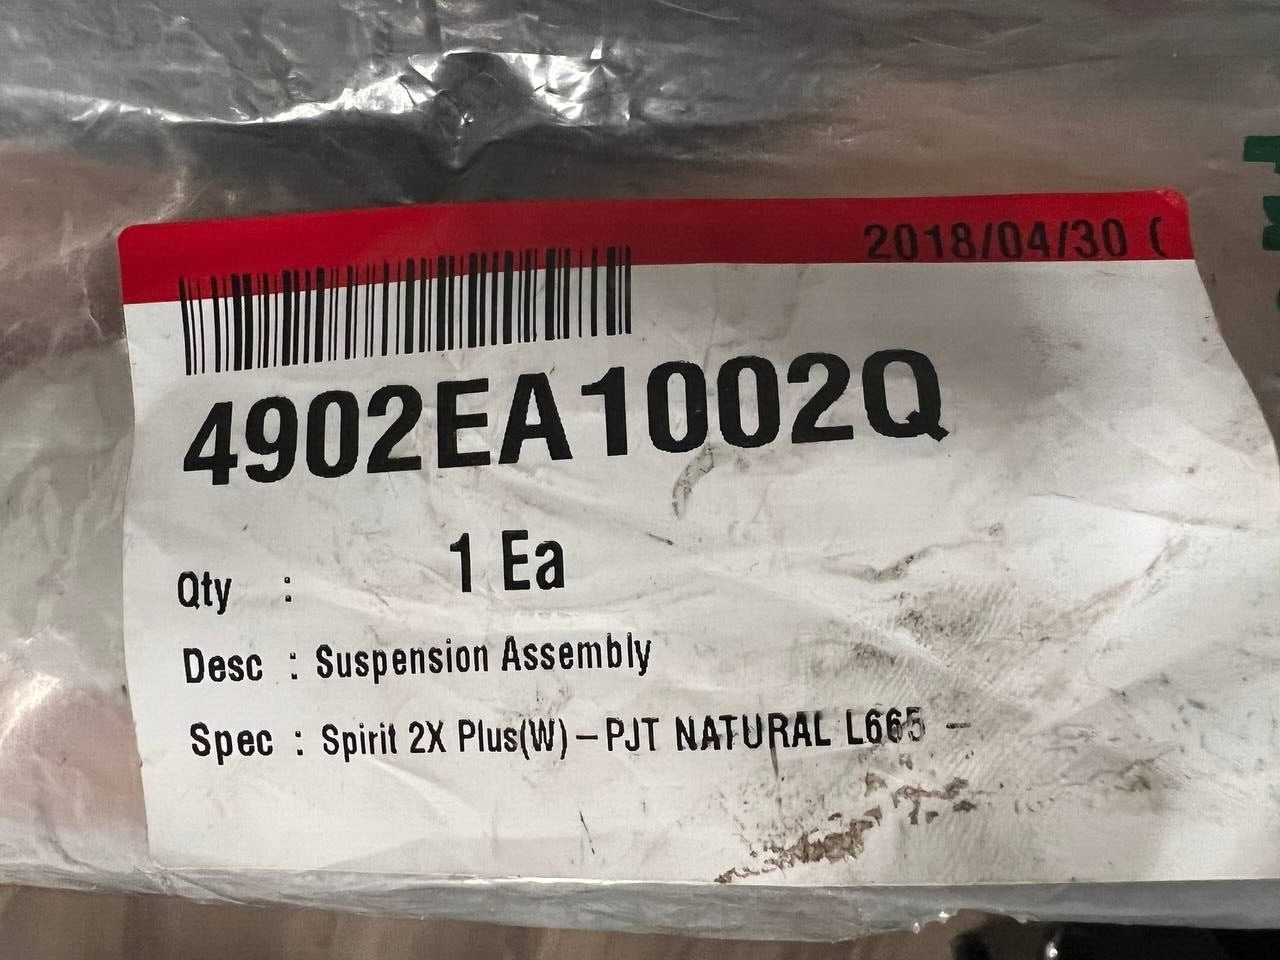 2018/04/30 (
4902EA1002Q
Qty : 1 Ea
Desc : Suspension Assembly
Spec : Spirit 2X Plus(W)-PJT NATURAL L665 -